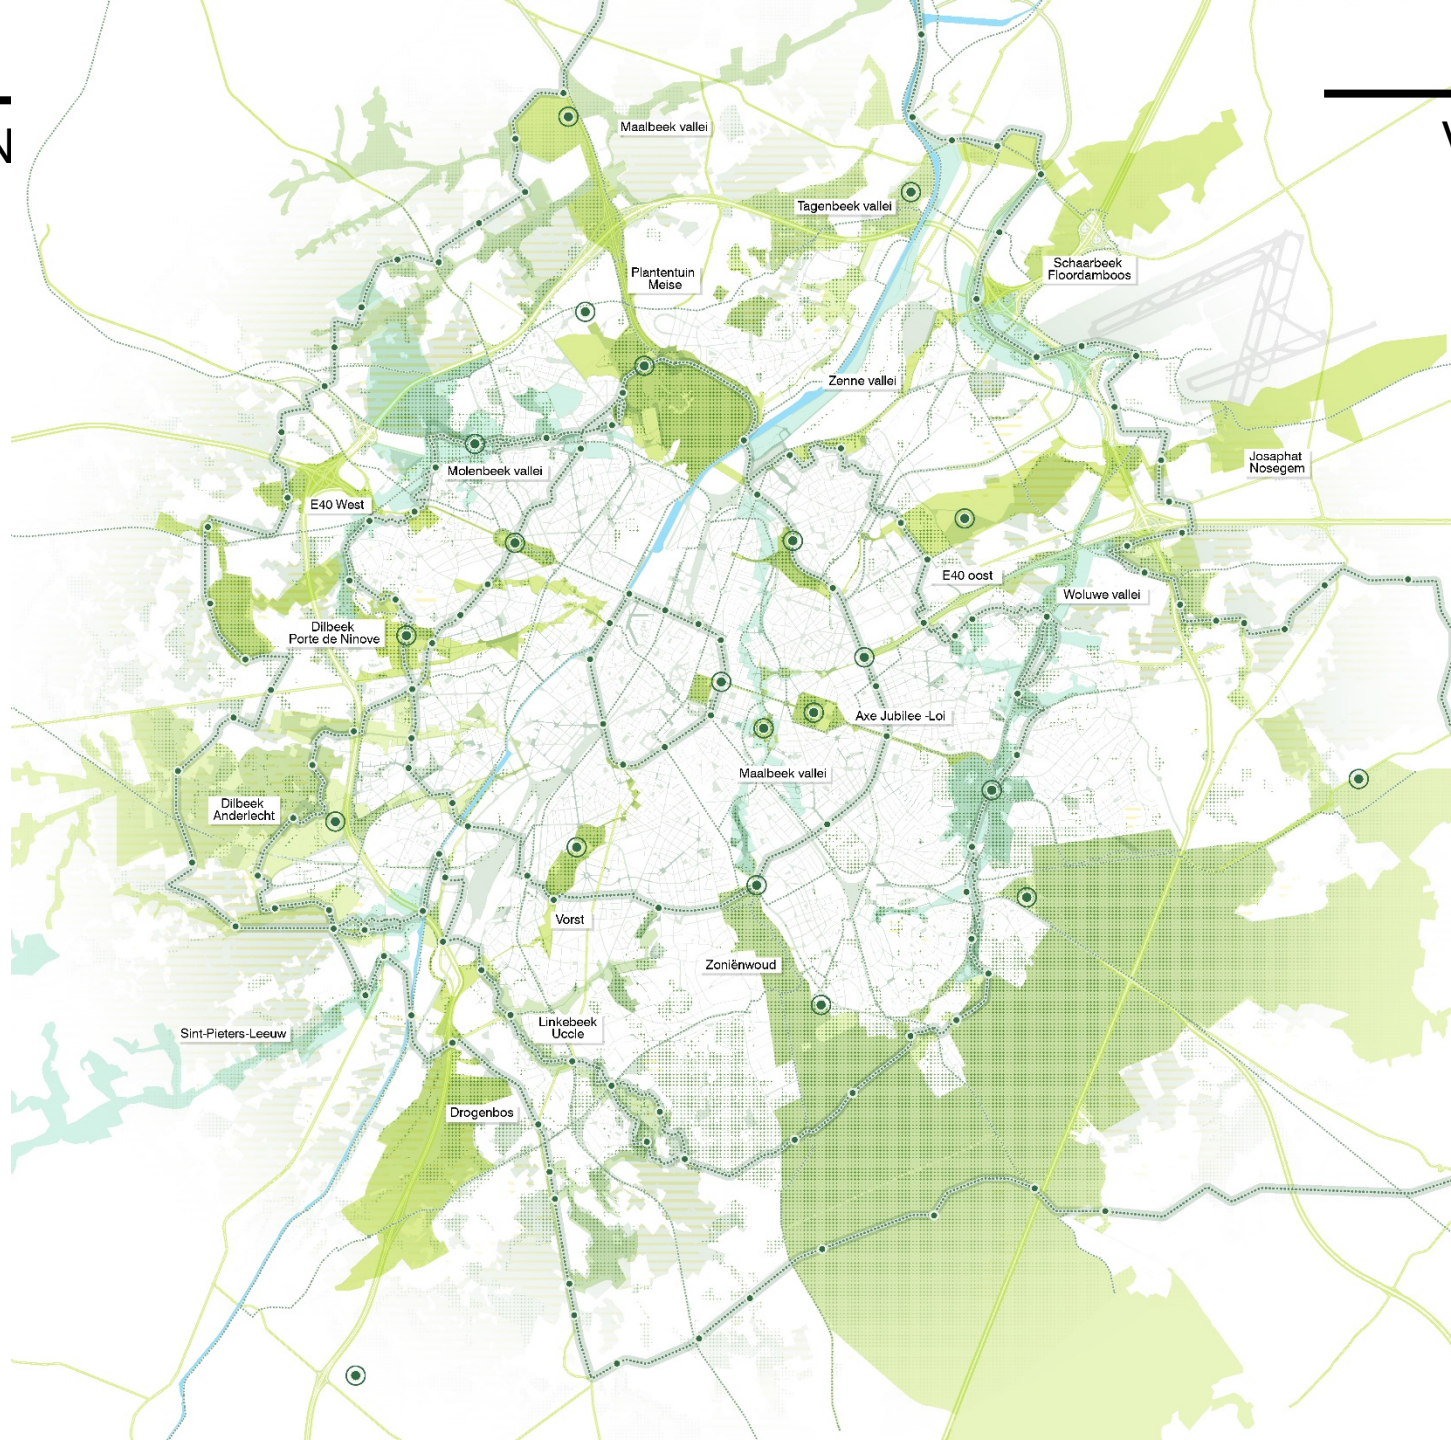 N
V
Maalbeek vallei
Tagenbeek vallei
Plantentuin
Meise
Schaarbeek
Floordamboos
Zenne vallei
Molenbeek vallei
Josaphat
Nosegem
E40 West
E40 oost
Woluwe vallei
Dilbeek
Porte de Ninove
Axe Jubilee -Loi
Maalbeek vallei
Dilbeek
Anderlecht
Vorst
Zoniënwoud
Linkebeek
Uccle
Sint-Pieters-Leeuw
Drogenbos